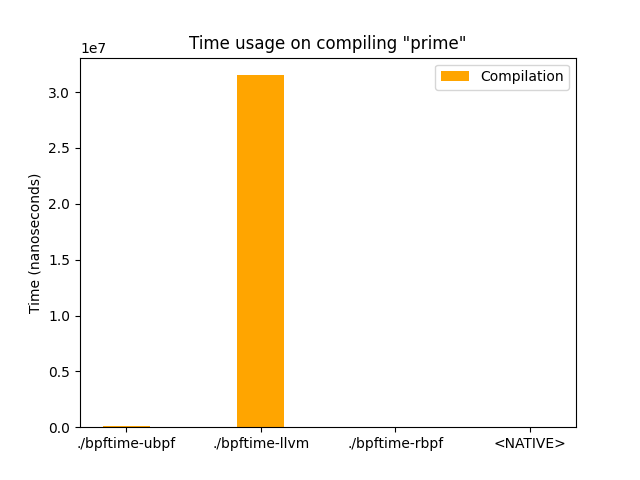 Time usage on compiling "prime"
1e7
Compilation
3.0
2.5
2.0
1.5
1.0
0.5
0.0
Time (nanoseconds)
./bpftime-ubpf
./bpftime-llvm
./bpftime-rbpf
<NATIVE>